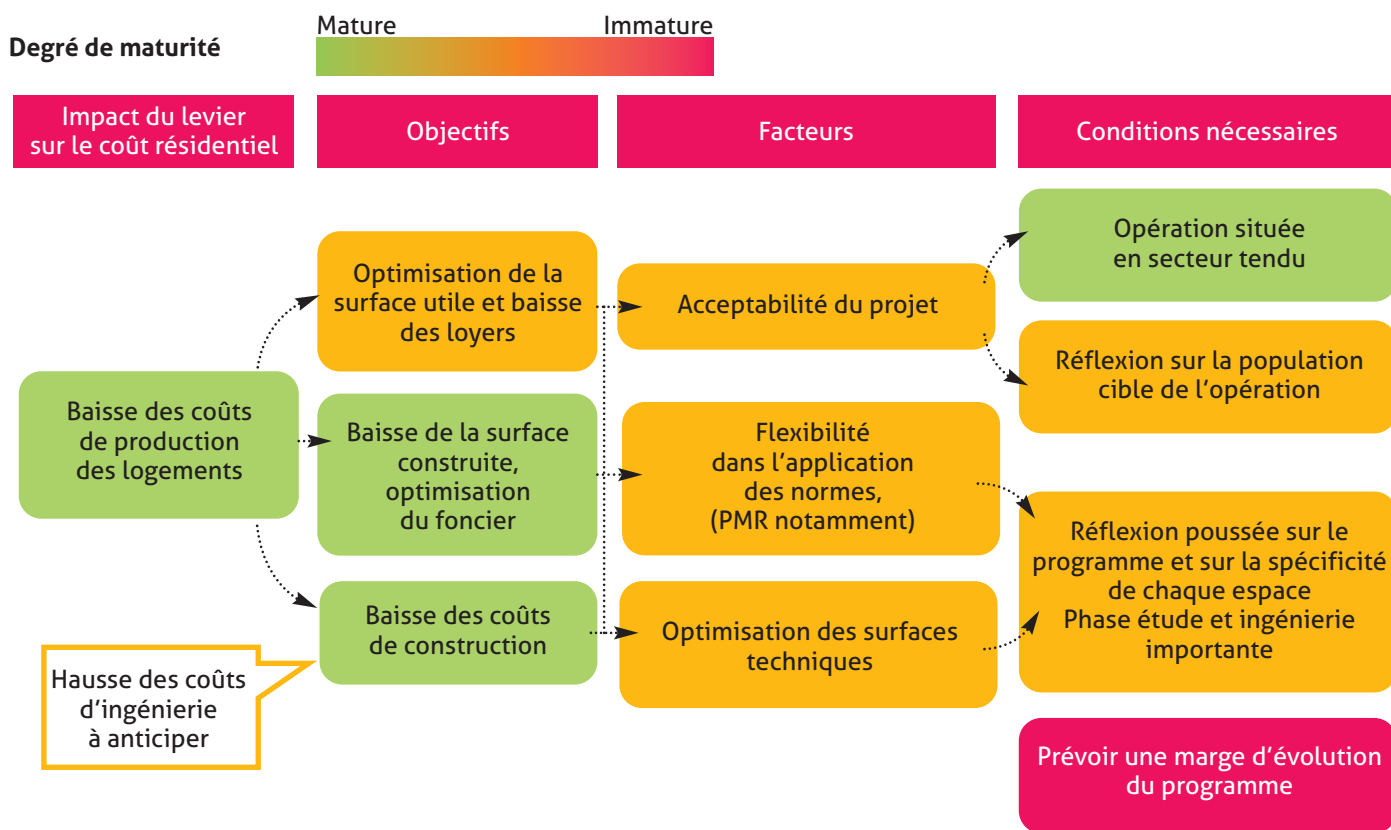 Degré de maturité
Mature
Immature
Impact du levier
sur le coût résidentiel
Objectifs
Facteurs
Conditions nécessaires
Baisse des coûts
de production
des logements
Optimisation de la
surface utile et baisse
des loyers
Baisse de la surface
construite,
optimisation
du foncier
Baisse des coûts
de construction
Hausse des coûts
d'ingénierie
à anticiper
Acceptabilité du projet
Flexibilité
dans l'application
des normes,
(PMR notamment)
Optimisation des surfaces
techniques
Opération située
en secteur tendu
Réflexion sur la population
cible de l'opération
Réflexion poussée sur le
programme et sur la spécificité
de chaque espace
Phase étude et ingénierie
importante
Prévoir une marge d'évolution
du programme